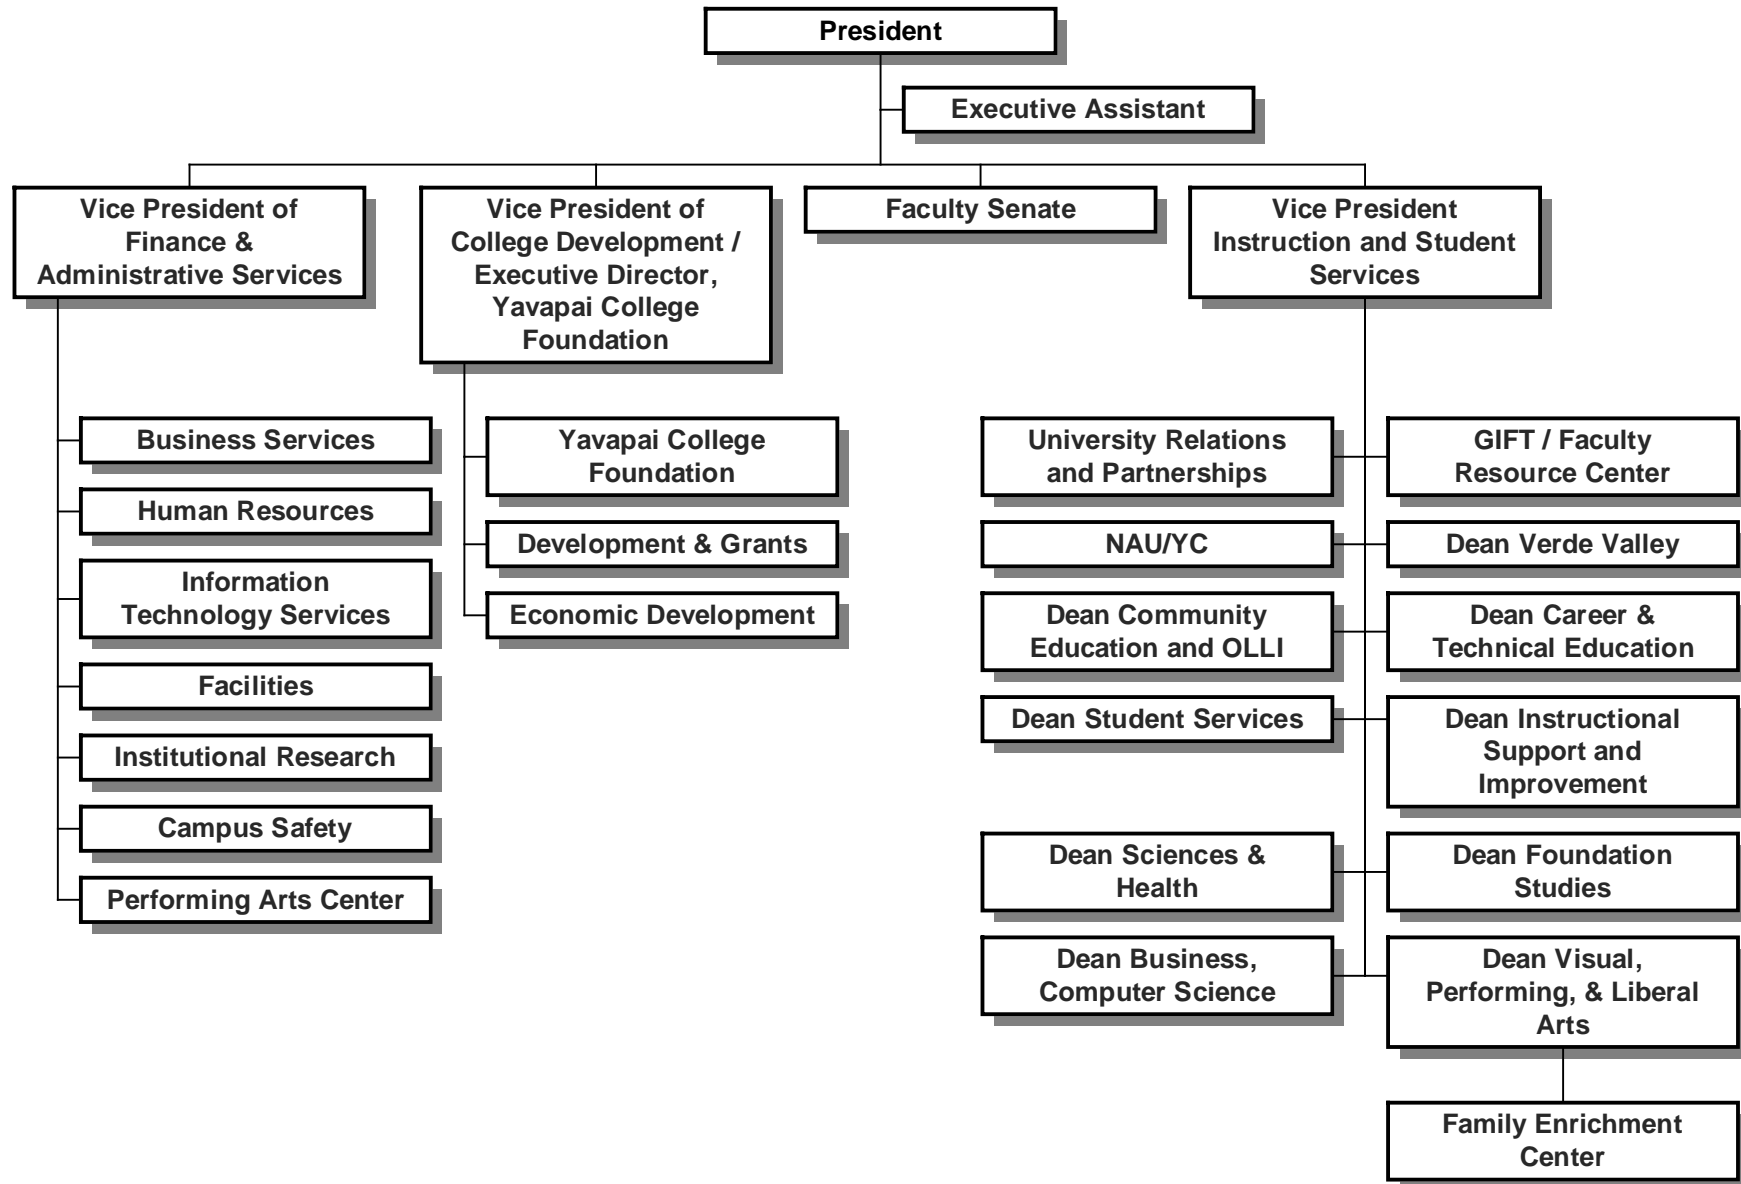 President
Executive Assistant
Vice President of
Finance &
Administrative Services
Vice President of
College Development /
Executive Director,
Yavapai College
Foundation
Faculty Senate
Vice President
Instruction and Student
Services
Business Services
Human Resources
Information
Technology Services
Facilities
Institutional Research
Campus Safety
Performing Arts Center
Yavapai College
Foundation
Development & Grants
Economic Development
University Relations
and Partnerships
GIFT / Faculty
Resource Center
NAU/YC
Dean Verde Valley
Dean Community
Education and OLLI
Dean Career &
Technical Education
Dean Student Services
Dean Instructional
Support and
Improvement
Dean Sciences &
Health
Dean Foundation
Studies
Dean Business,
Computer Science
Dean Visual,
Performing, & Liberal
Arts
Family Enrichment
Center